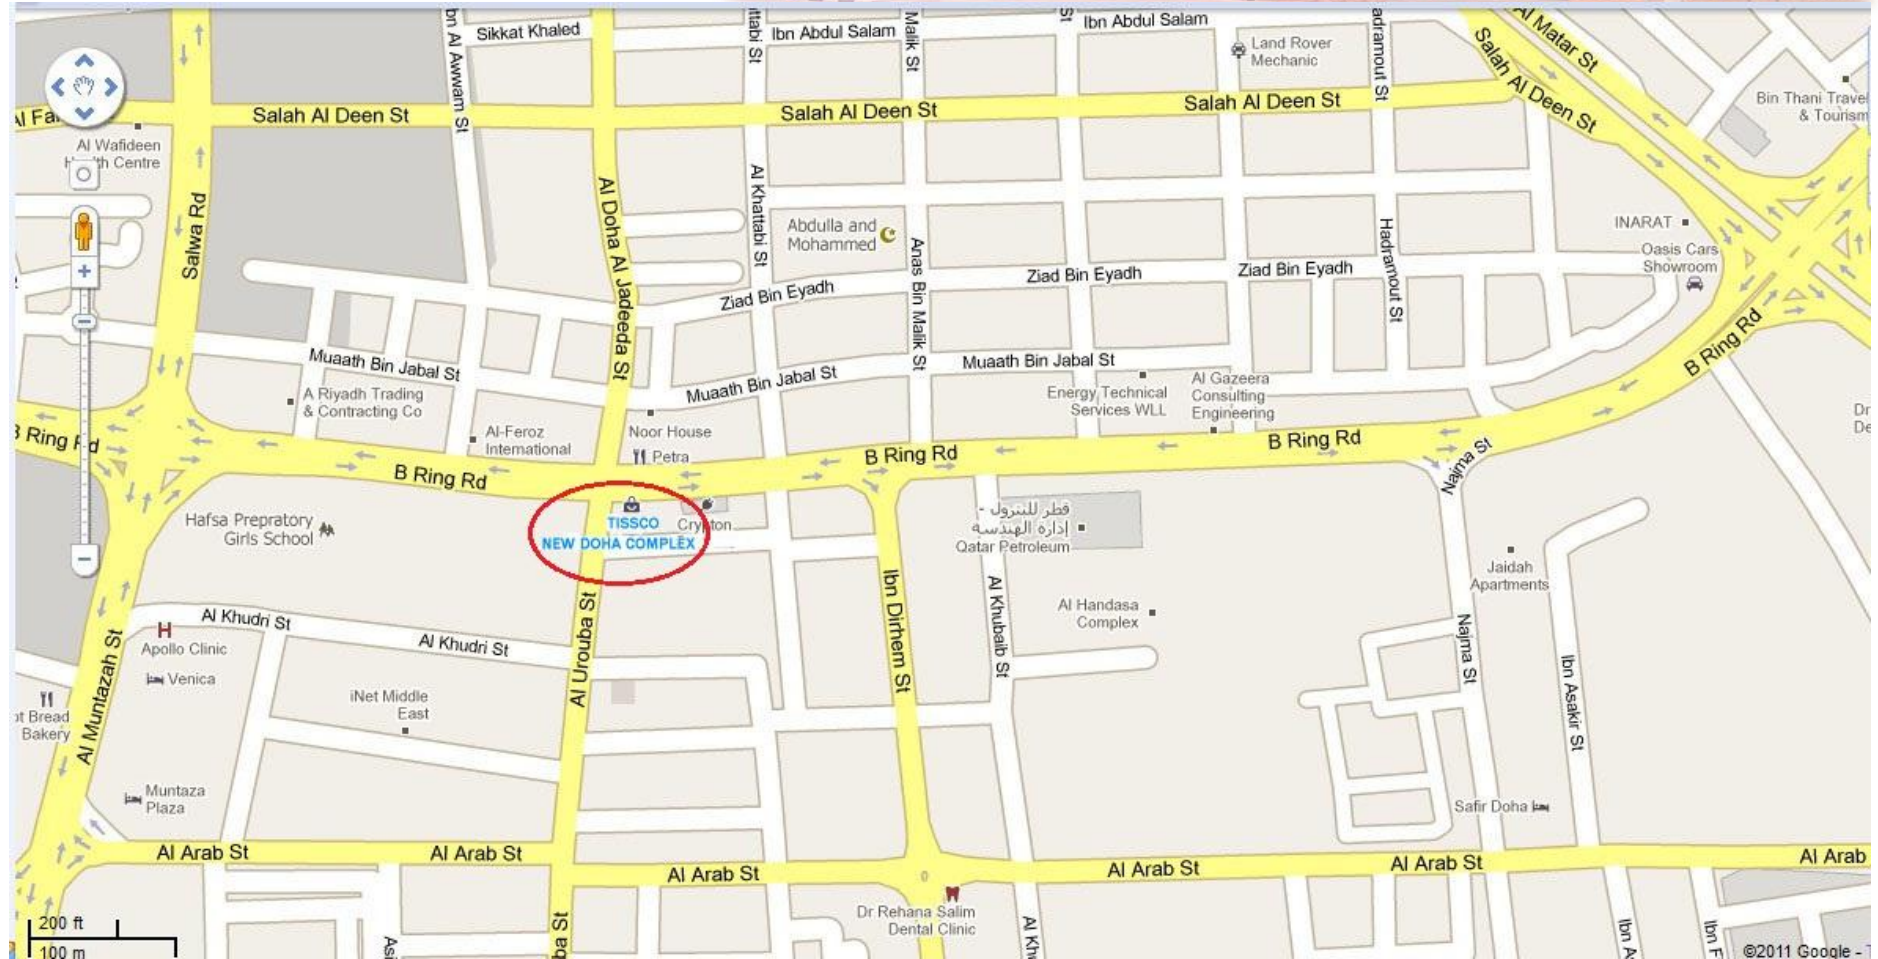 Sikkat Khaled
Ibn Abdul Salam
Ibn Abdul Salam
Al Matar St
Malik St
Land Rover
Mechanic
Salah Al Deen St
Salah Al Deen St
Salah Al Deen St
Salah Al Deen St
Bin Thani Travel
& Tourism
Al Wafideen
Health Centre
Salwa Rd
Al Doha Al Jadeeda St
Al Khattabi St
Abdulla and
Mohammed
Anas Bin Malik St
Hadramout St
INARAT
Oasis Cars
Showroom
Ziad Bin Eyadh
Ziad Bin Eyadh
Ziad Bin Eyadh
Muaath Bin Jabal St
Muaath Bin Jabal St
Muaath Bin Jabal St
B Ring Rd
A Riyadh Trading
& Contracting Co
Energy Technical
Services WLL
Al Gazeera
Consulting
Engineering
Al-Feroz
International
Noor House
Petra
B Ring Rd
B Ring Rd
B Ring Rd
B Ring Rd
Najma St
Hafsa Prepratory
Girls School
TISSCO
NEW DOHA COMPLEX
Crypton
قطر للبترول -
إدارة الهندسة
Qatar Petroleum
Jaidah
Apartments
Al Khudri St
Al Khudri St
Apollo Clinic
Venica
Al Muntazah St
Al Urouba St
Ibn Dirhem St
Al Khubaib St
Al Handasa
Complex
Najma St
Ibn Asakir St
iNet Middle
East
ot Bread
Bakery
Muntaza
Plaza
Safir Doha
Al Arab St
Al Arab St
Al Arab St
Al Arab St
Al Arab St
Al Arab
Dr Rehana Salim
Dental Clinic
200 ft
100 m
©2011 Google -